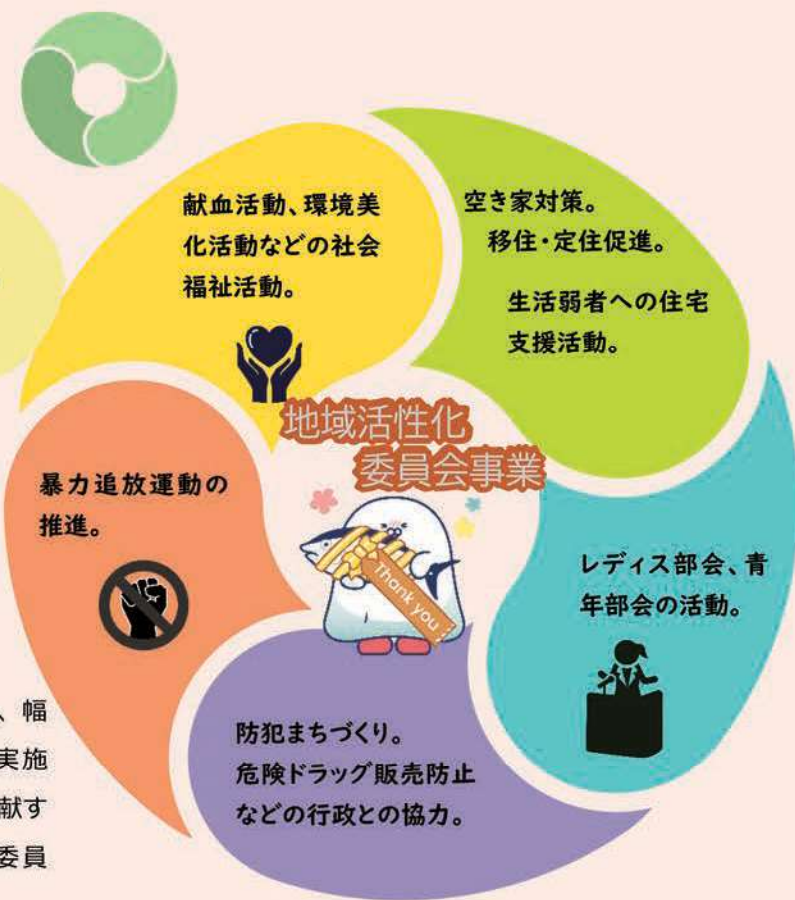 献血活動、環境美
化活動などの社会
福祉活動。
空き家対策。
移住・定住促進。
生活弱者への住宅
支援活動。
地域活性化
委員会事業
暴力追放運動の
推進。
Thank you
レディス部会、青
年部会の活動。
防犯まちづくり。
危険ドラッグ販売防止
などの行政との協力。
、幅
実施
献す
委員